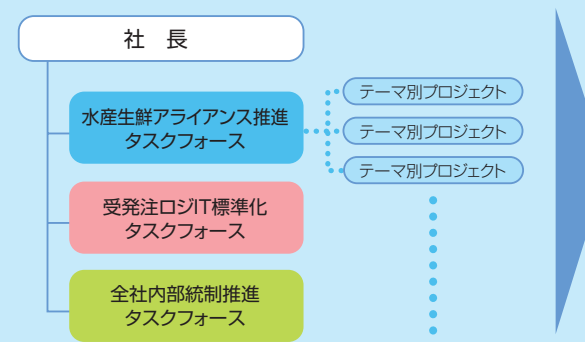 社　長
水産生鮮アライアンス推進
タスクフォース
テーマ別プロジェクト
テーマ別プロジェクト
テーマ別プロジェクト
受発注ロジIT標準化
タスクフォース
全社内部統制推進
タスクフォース